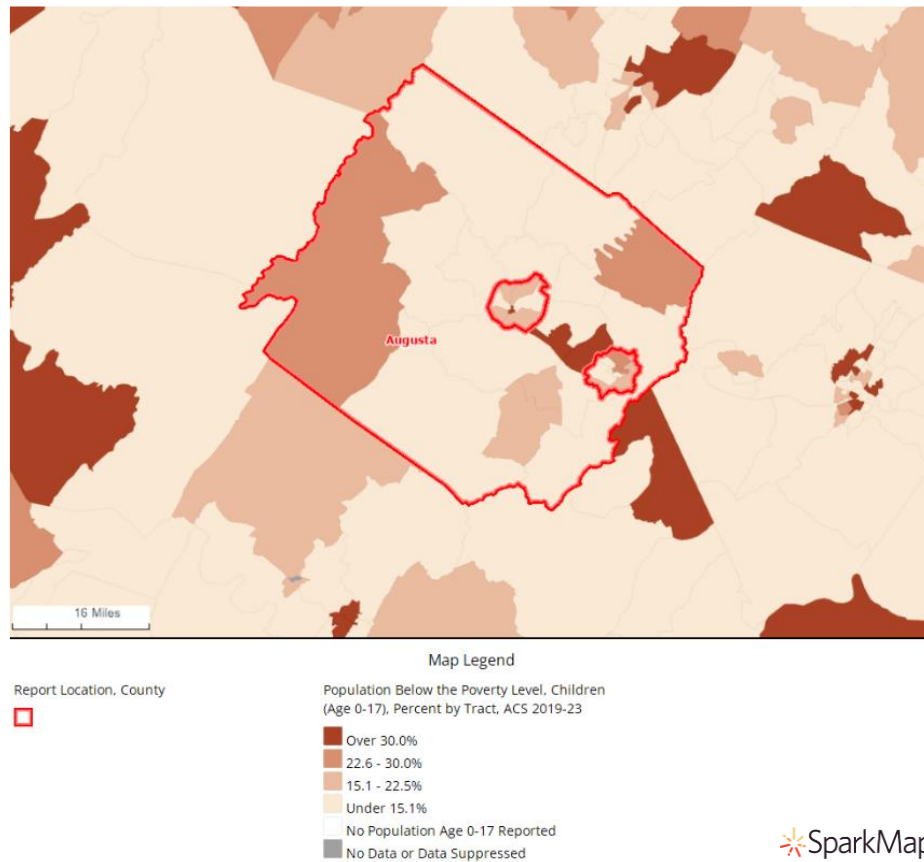 Augusta
16 Miles
Map Legend
Report Location, County
Population Below the Poverty Level, Children
(Age 0-17), Percent by Tract, ACS 2019-23
Over 30.0%
22.6 - 30.0%
15.1 - 22.5%
Under 15.1%
No Population Age 0-17 Reported
No Data or Data Suppressed
SparkMap